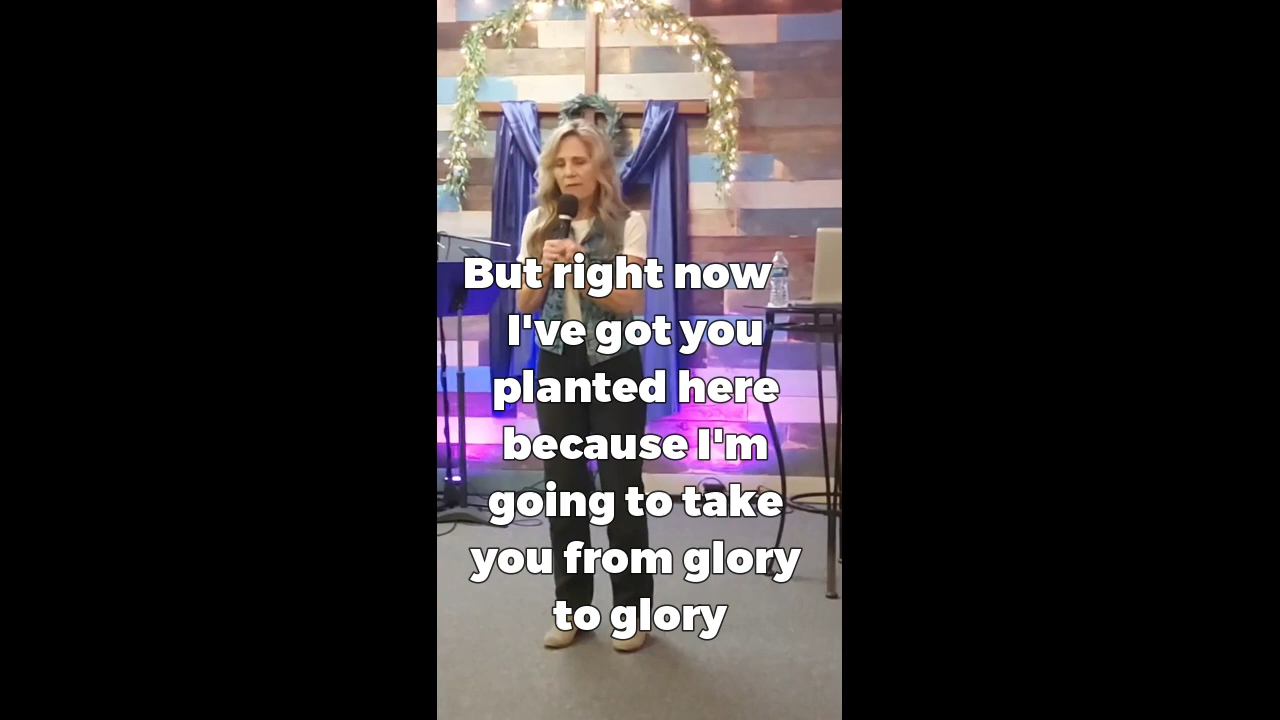 But right now
I've got you
planted here
because I'm
going to take
you from glory
to glory